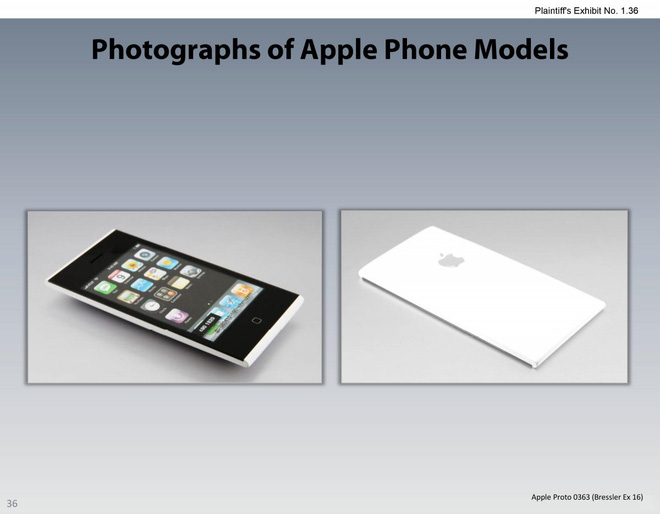 Plaintiff's Exhibit No. 1.36
Photographs of Apple Phone Models
36
Apple Proto 0363 (Bressler Ex 16)